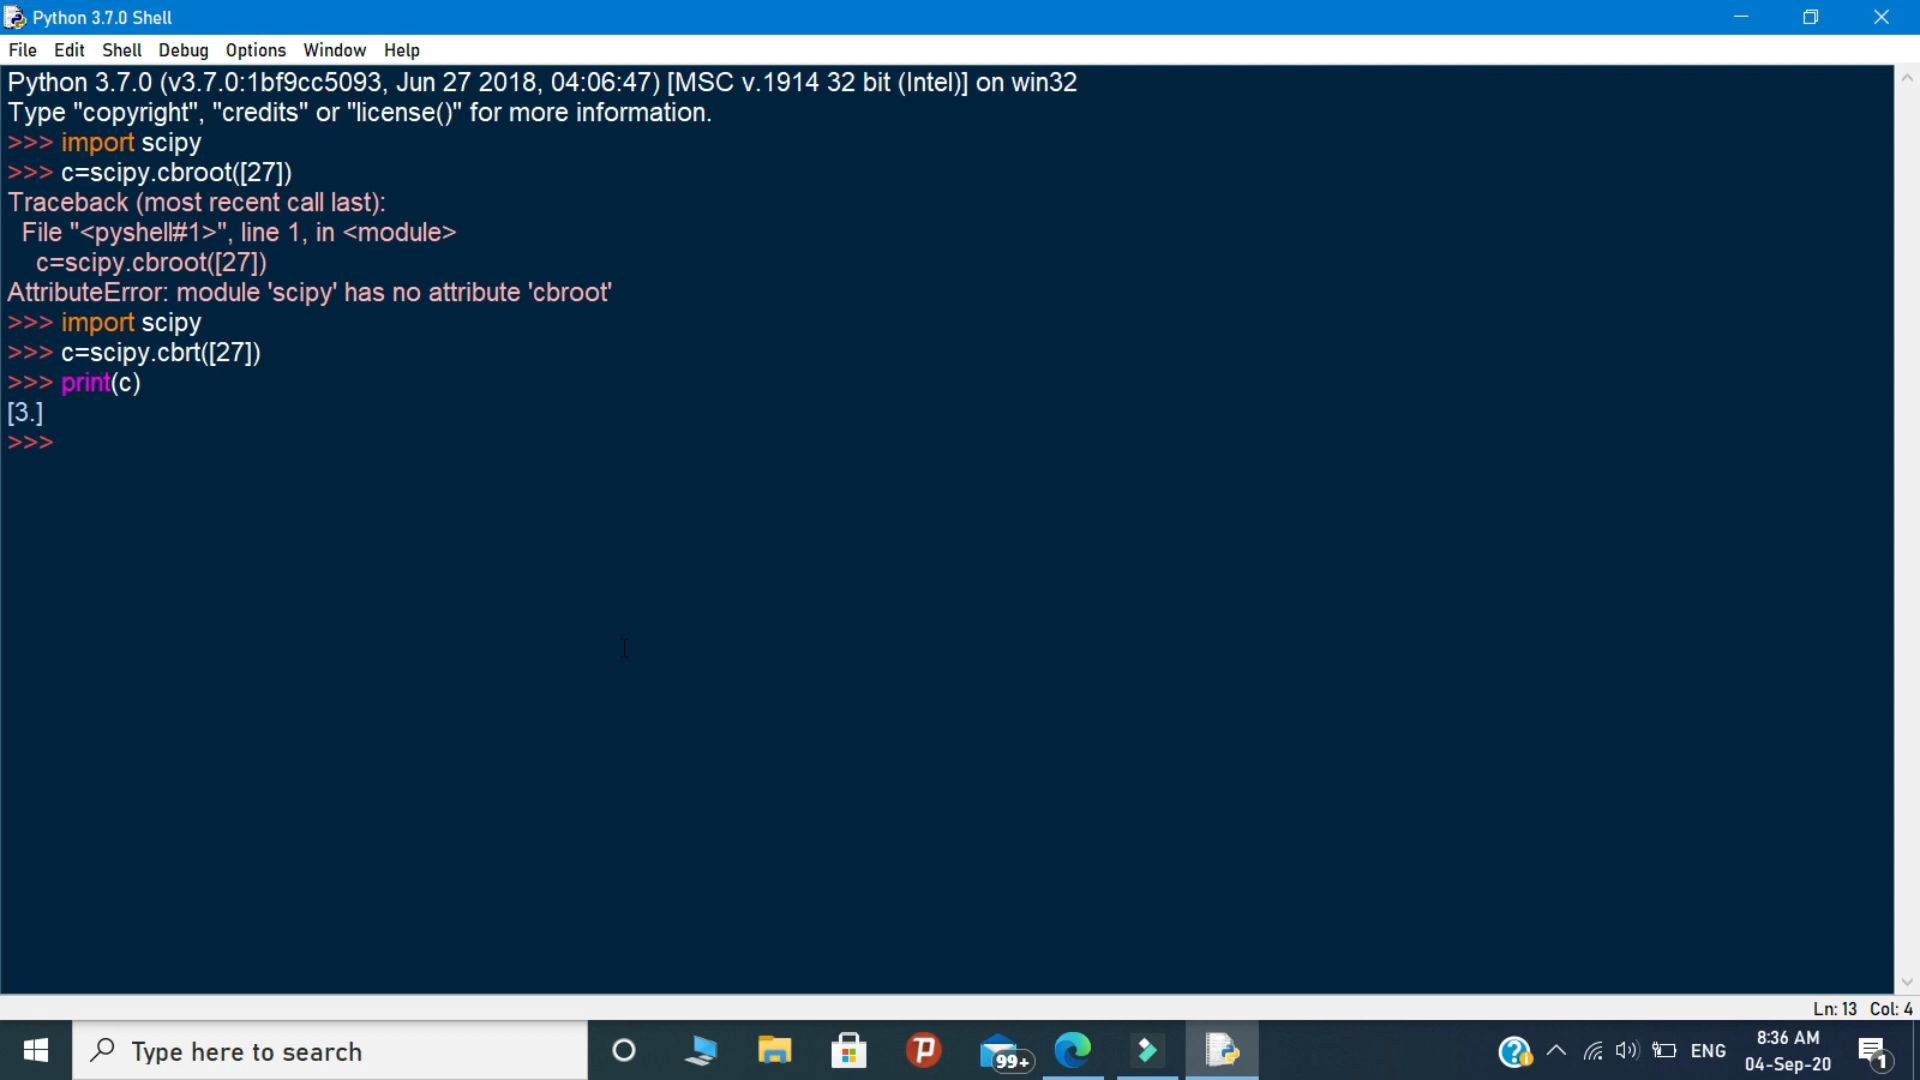 Python 3.7.0 Shell
File Edit Shell Debug Options Window Help
Python 3.7.0 (v3.7.0:1bf9cc5093, Jun 27 2018, 04:06:47) [MSC v.1914 32 bit (Intel)] on win32
Type "copyright", "credits" or "license()" for more information.
>>> import scipy
>>> c=scipy.cbroot([27])
Traceback (most recent call last):
  File "<pyshell#1>", line 1, in <module>
    c=scipy.cbroot([27])
AttributeError: module 'scipy' has no attribute 'cbroot'
>>> import scipy
>>> c=scipy.cbrt([27])
>>> print(c)
[3.]
>>>
Ln: 13 Col: 4
Type here to search
99+
ENG
8:36 AM
04-Sep-20
1